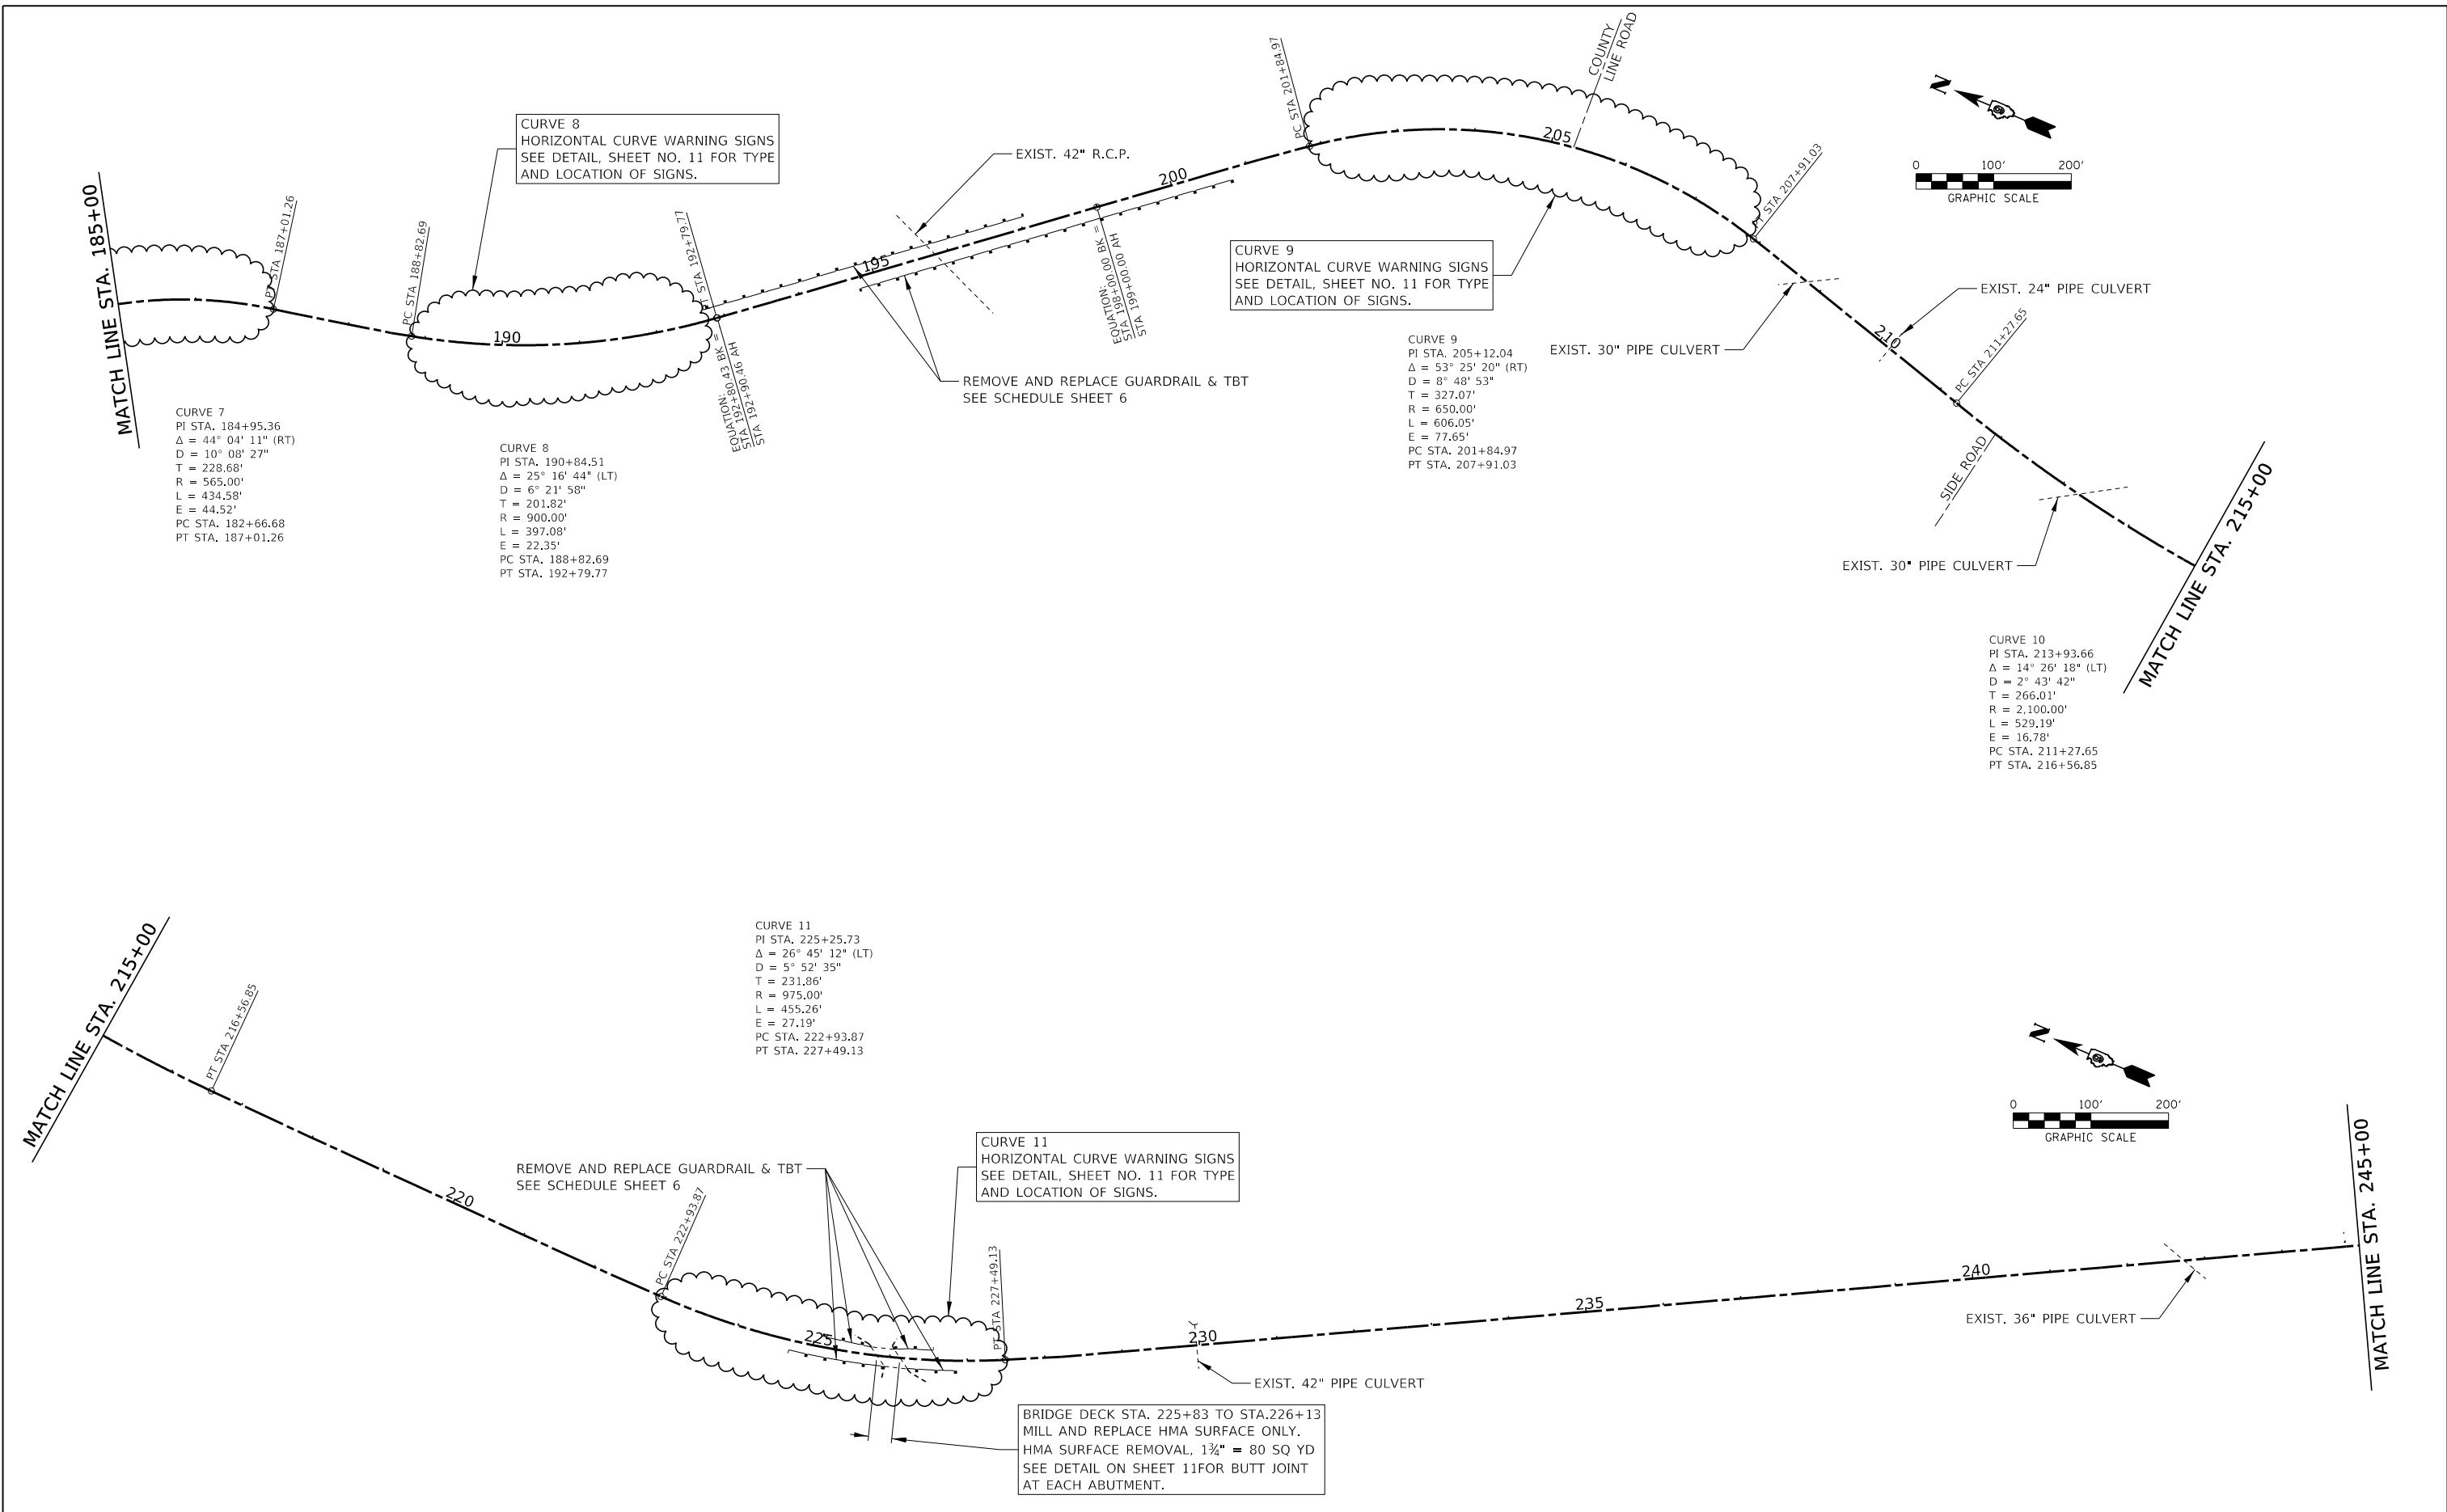 MATCH LINE STA. 185+00
PT STA 187+01.26
CURVE 8
HORIZONTAL CURVE WARNING SIGNS
SEE DETAIL, SHEET NO. 11 FOR TYPE
AND LOCATION OF SIGNS.
PC STA 188+82.69
190
PT STA 192+79.77
EQUATION:
STA 192+80.43 BK =
STA 192+90.46 AH
EXIST. 42" R.C.P.
195
REMOVE AND REPLACE GUARDRAIL & TBT
SEE SCHEDULE SHEET 6
EQUATION:
STA 198+00.00 BK =
STA 199+00.00 AH
200
PC STA 201+84.97
COUNTY
LINE ROAD
205
CURVE 9
HORIZONTAL CURVE WARNING SIGNS
SEE DETAIL, SHEET NO. 11 FOR TYPE
AND LOCATION OF SIGNS.
PT STA 207+91.03
N
0 100' 200'
GRAPHIC SCALE
EXIST. 24" PIPE CULVERT
EXIST. 30" PIPE CULVERT
210
PC STA 211+27.65
SIDE ROAD
EXIST. 30" PIPE CULVERT
MATCH LINE STA. 215+00
CURVE 7
PI STA. 184+95.36
Δ = 44° 04' 11" (RT)
D = 10° 08' 27"
T = 228.68'
R = 565.00'
L = 434.58'
E = 44.52'
PC STA. 182+66.68
PT STA. 187+01.26
CURVE 8
PI STA. 190+84.51
Δ = 25° 16' 44" (LT)
D = 6° 21' 58"
T = 201.82'
R = 900.00'
L = 397.08'
E = 22.35'
PC STA. 188+82.69
PT STA. 192+79.77
CURVE 9
PI STA. 205+12.04
Δ = 53° 25' 20" (RT)
D = 8° 48' 53"
T = 327.07'
R = 650.00'
L = 606.05'
E = 77.65'
PC STA. 201+84.97
PT STA. 207+91.03
CURVE 10
PI STA. 213+93.66
Δ = 14° 26' 18" (LT)
D = 2° 43' 42"
T = 266.01'
R = 2,100.00'
L = 529.19'
E = 16.78'
PC STA. 211+27.65
PT STA. 216+56.85
MATCH LINE STA. 215+00
PT STA 216+56.85
220
CURVE 11
PI STA. 225+25.73
Δ = 26° 45' 12" (LT)
D = 5° 52' 35"
T = 231.86'
R = 975.00'
L = 455.26'
E = 27.19'
PC STA. 222+93.87
PT STA. 227+49.13
REMOVE AND REPLACE GUARDRAIL & TBT
SEE SCHEDULE SHEET 6
PC STA 222+93.87
225
CURVE 11
HORIZONTAL CURVE WARNING SIGNS
SEE DETAIL, SHEET NO. 11 FOR TYPE
AND LOCATION OF SIGNS.
PT STA 227+49.13
230
EXIST. 42" PIPE CULVERT
BRIDGE DECK STA. 225+83 TO STA.226+13
MILL AND REPLACE HMA SURFACE ONLY.
HMA SURFACE REMOVAL, 1¾" = 80 SQ YD
SEE DETAIL ON SHEET 11FOR BUTT JOINT
AT EACH ABUTMENT.
235
240
EXIST. 36" PIPE CULVERT
N
0 100' 200'
GRAPHIC SCALE
MATCH LINE STA. 245+00